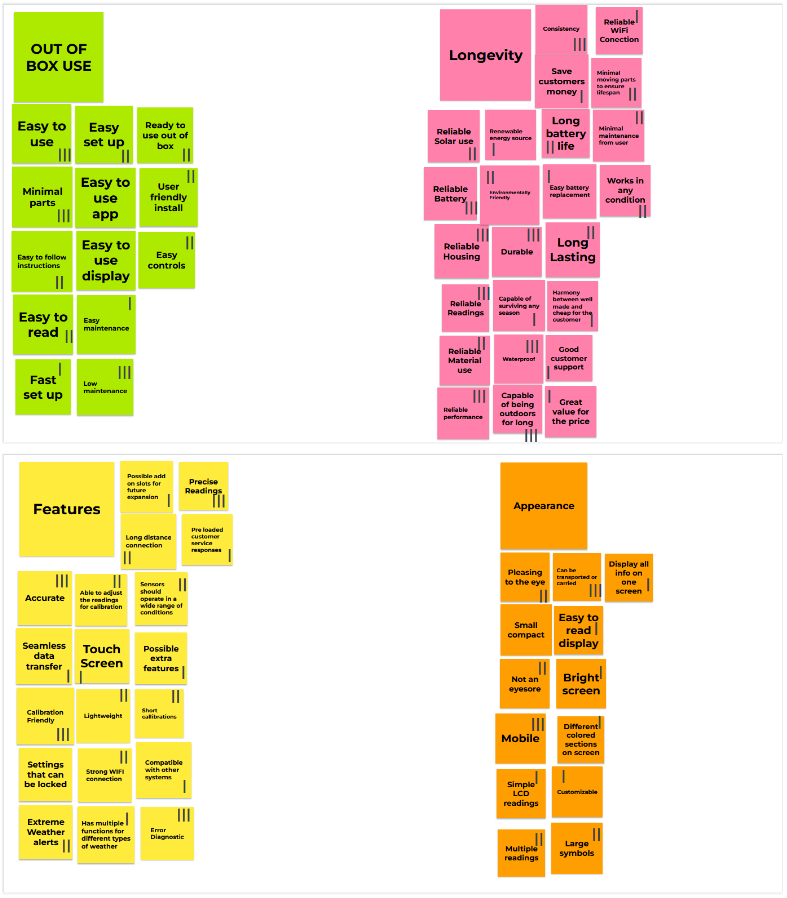 OUT OF
BOX USE
Easy to
use
|||
Easy
set up
||
Ready to
use out of
box
||
Minimal
parts
|||
Easy to
use
app
||
User
friendly
install
Easy to follow
instructions
||
Easy to
use
display
||
Easy
controls
Easy to
read
||
|
Easy
maintenance
|
Fast
set up
|||
Low
maintenance
Longevity
Consistency
|||
|
Reliable
WiFi
Conection
Save
customers
money
|
Minimal
moving parts
to ensure
lifespan
||
Reliable
Solar use
||
Renewable
energy source
|
Long
battery
life
||
||
Minimal
maintenance
from user
Reliable
Battery
|||
||
Environmentally
Friendly
|
Easy battery
replacement
Works in
any
condition
||
|||
Reliable
Housing
|||
Durable
||
Long
Lasting
|||
Reliable
Readings
Capable of
surviving any
season
|
Harmony
between well
made and
cheap for the
customer
|
||
Reliable
Material
use
|||
Waterproof
Good
customer
support
|
|||
Reliable
performance
Capable
of being
outdoors
for long
|||
|
Great
value for
the price
Features
Possible add
on slots for
future
expansion
|
Precise
Readings
|||
Long distance
connection
||
Pre loaded
customer
service
responses
|
|||
Accurate
||
Able to adjust
the readings
for calibration
||
Sensors
should
operate in a
wide range of
conditions
Seamless
data
transfer
|
Touch
Screen
|
Possible
extra
features
|
Calibration
Friendly
|||
||
Lightweight
||
Short
callibrations
Settings
that can
be locked
||
Strong WIFI
connection
Compatible
with other
systems
|
Extreme
Weather
alerts
||
|
Has multiple
functions for
different types
of weather
|||
Error
Diagnostic
Appearance
Pleasing
to the eye
||
Can be
transported or
carried
|||
Display all
info on
one
screen
|
Small
compact
Easy to
read
display
|
||
Not an
eyesore
|
Bright
screen
|||
Mobile
|
Different
colored
sections
on screen
|
Simple
LCD
readings
|
Customizable
||
Multiple
readings
||
Large
symbols